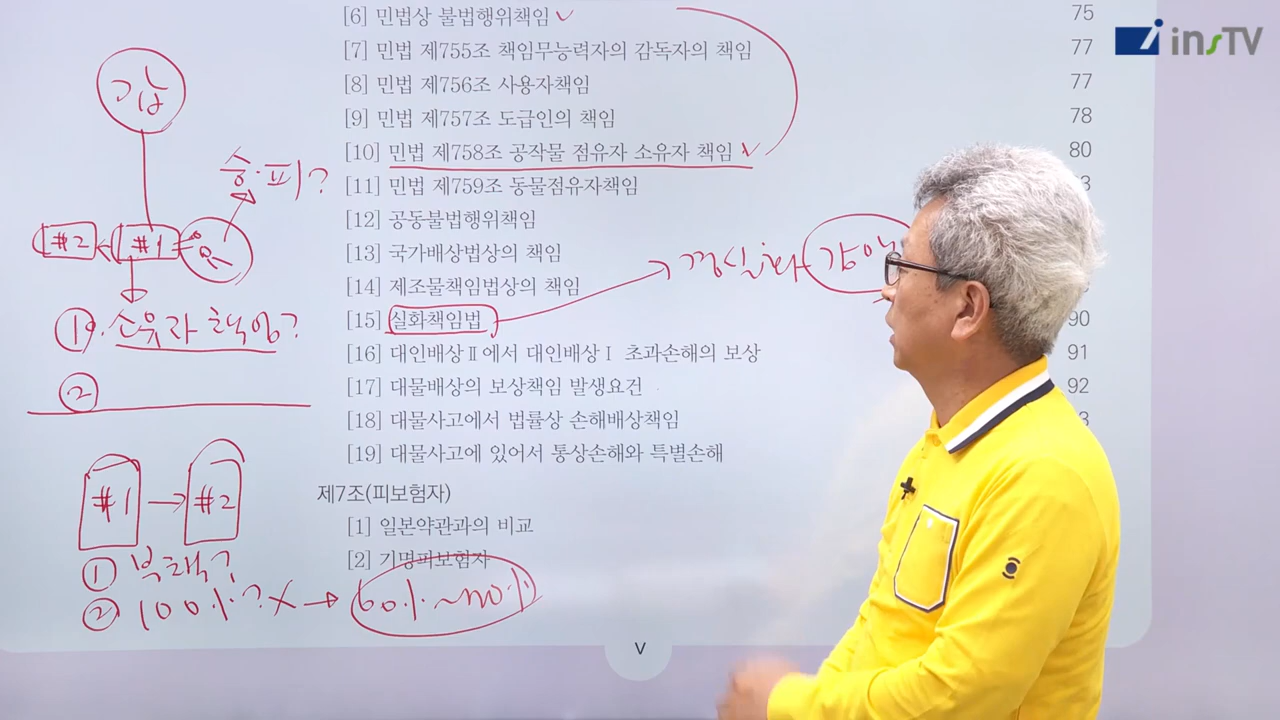 insTV
[6] 민법상 불법행위책임 75
[7] 민법 제755조 책임무능력자의 감독자의 책임 77
[8] 민법 제756조 사용자책임 77
[9] 민법 제757조 도급인의 책임 78
[10] 민법 제758조 공작물 점유자 소유자 책임 80
[11] 민법 제759조 동물점유자책임 3
[12] 공동불법행위책임
[13] 국가배상법상의 책임
[14] 제조물책임법상의 책임
[15] 실화책임법 90
[16] 대인배상Ⅱ에서 대인배상Ⅰ 초과손해의 보상 91
[17] 대물배상의 보상책임 발생요건 92
[18] 대물사고에서 법률상 손해배상책임 3
[19] 대물사고에 있어서 통상손해와 특별손해
제7조(피보험자)
[1] 일본약관과의 비교
[2] 기명피보험자
V
승·피?
#2 #1
① 소유자 책임?
②
#1 → #2
① 부책?
② 100%? X →
경실화